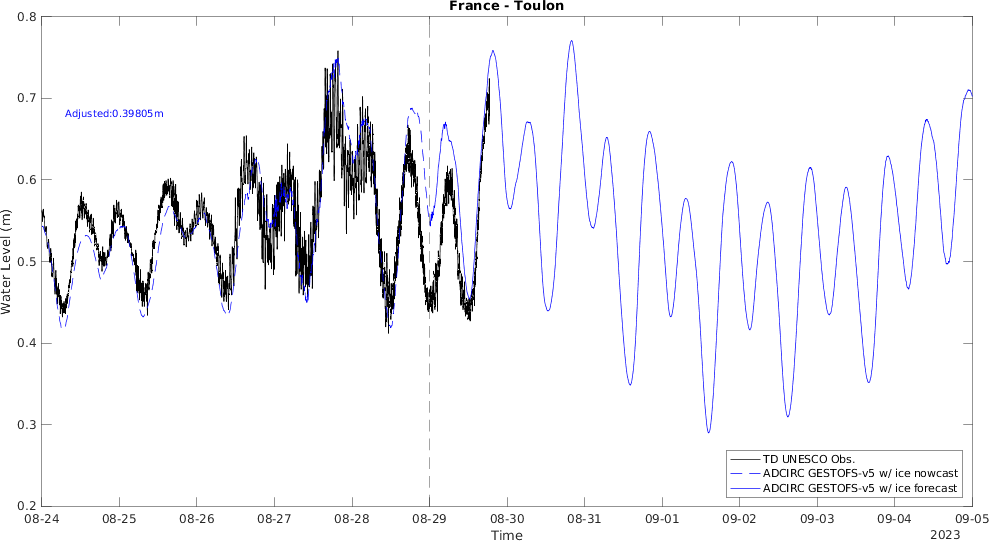 France - Toulon
0.8
0.7
0.6
0.5
0.4
0.3
0.2
Water Level (m)
Adjusted:0.39805m
TD UNESCO Obs.
ADCIRC GESTOFS-v5 w/ ice nowcast
ADCIRC GESTOFS-v5 w/ ice forecast
08-24 08-25 08-26 08-27 08-28 08-29 08-30 08-31 09-01 09-02 09-03 09-04 09-05
Time
2023